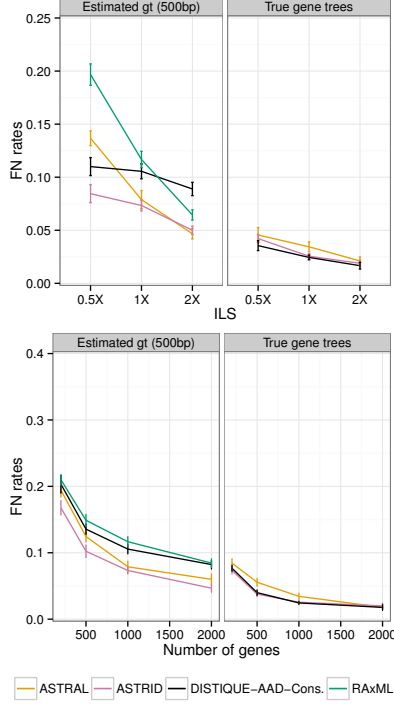 Estimated gt (500bp) True gene trees
0.25
0.20
0.15
0.10
0.05
0.00
FN rates
0.5X 1X 2X 0.5X 1X 2X
ILS
Estimated gt (500bp) True gene trees
0.4
0.3
0.2
0.1
0.0
FN rates
500 1000 1500 2000 500 1000 1500 2000
Number of genes
ASTRAL ASTRID DISTIQUE−AAD−Cons. RAxML